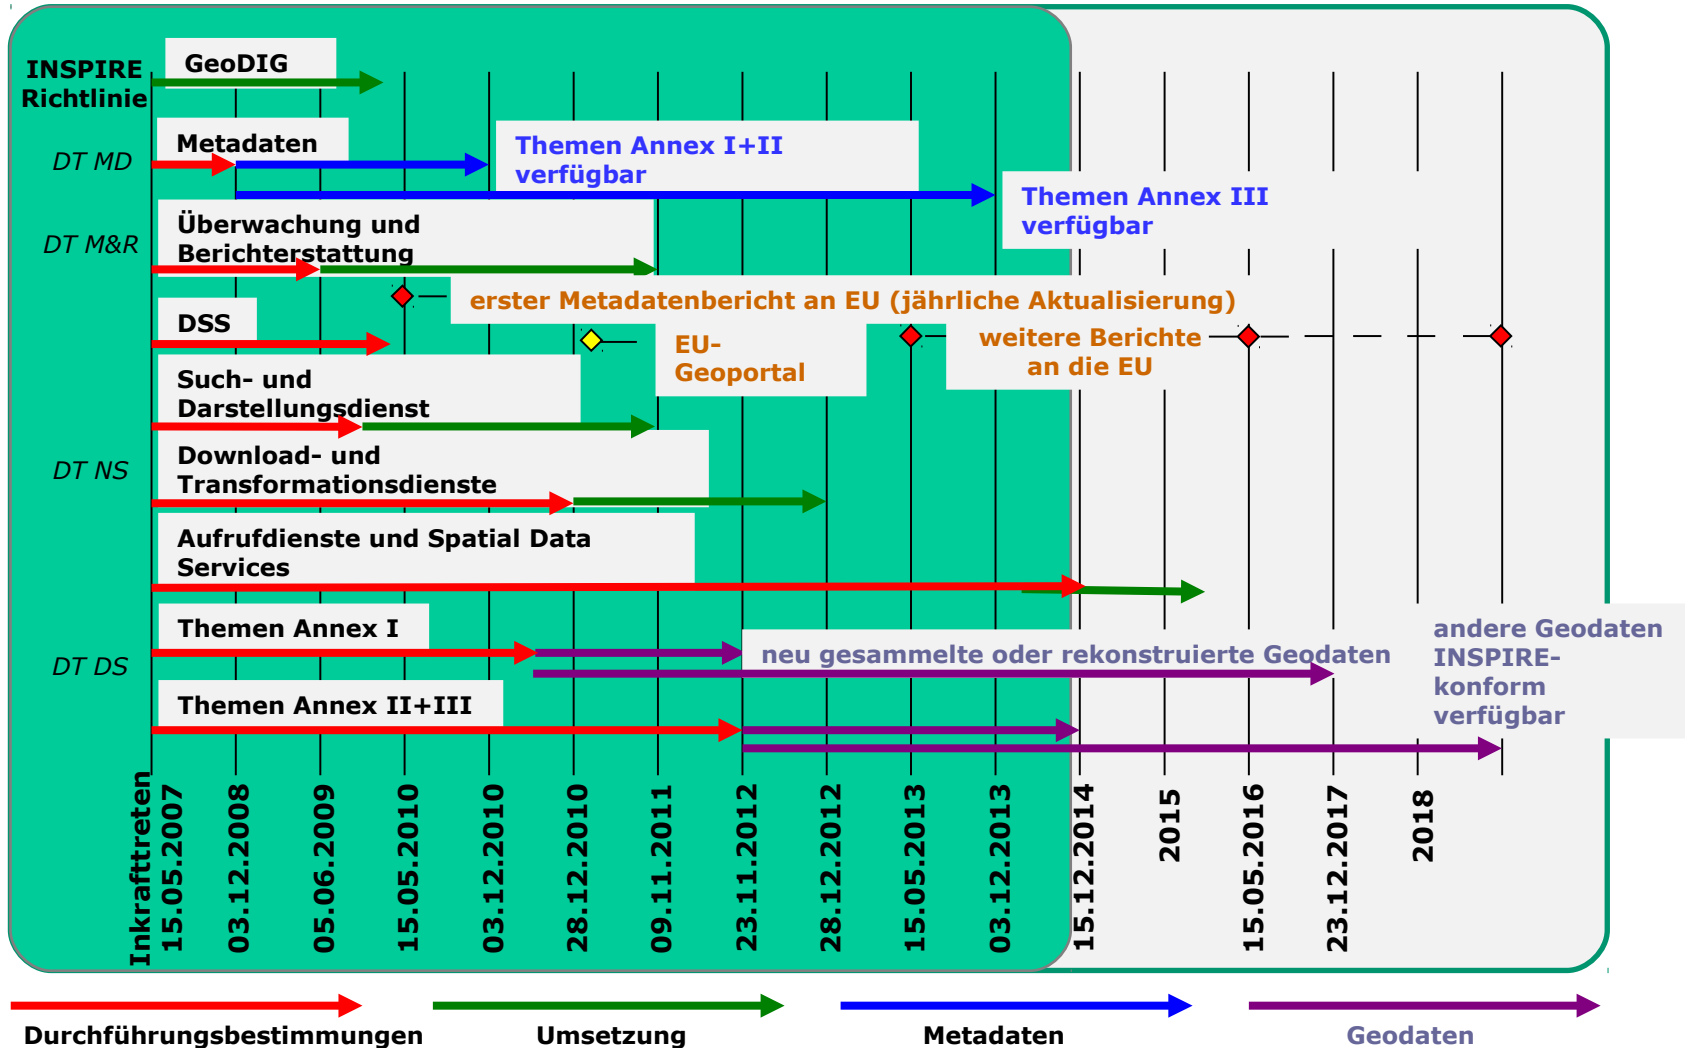 GeoDIG
INSPIRE
Richtlinie
Metadaten
DT MD
Themen Annex I+II
verfügbar
Themen Annex III
verfügbar
Überwachung und
Berichterstattung
DT M&R
erster Metadatenbericht an EU (jährliche Aktualisierung)
DSS
EU-
Geoportal
weitere Berichte
an die EU
Such- und
Darstellungsdienst
Download- und
Transformationsdienste
DT NS
Aufrufdienste und Spatial Data
Services
Themen Annex I
neu gesammelte oder rekonstruierte Geodaten
andere Geodaten
INSPIRE-
konform
verfügbar
DT DS
Themen Annex II+III
Inkrafttreten
15.05.2007
03.12.2008
05.06.2009
15.05.2010
03.12.2010
28.12.2010
09.11.2011
23.11.2012
28.12.2012
15.05.2013
03.12.2013
15.12.2014
2015
15.05.2016
23.12.2017
2018
Durchführungsbestimmungen
Umsetzung
Metadaten
Geodaten